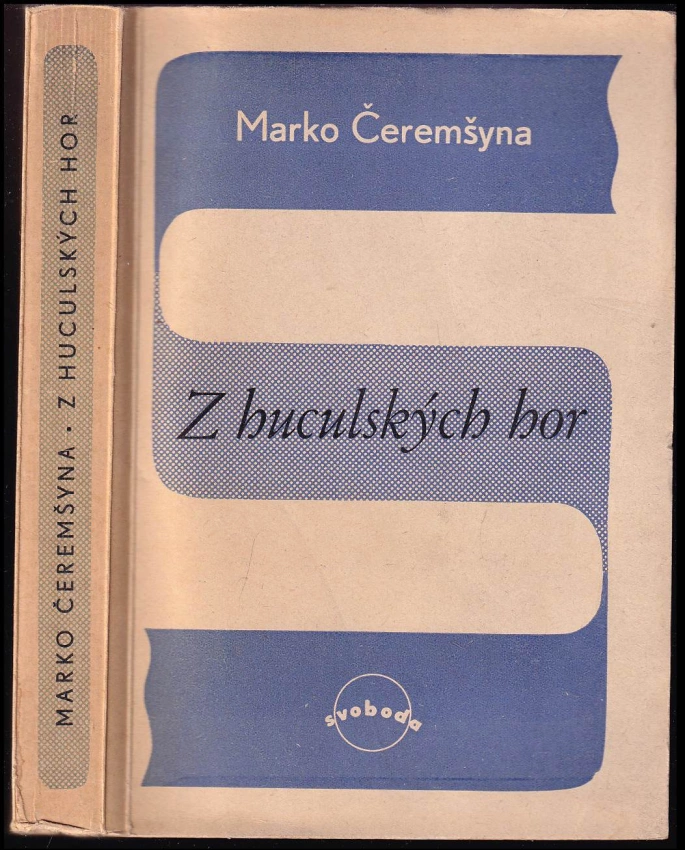 MARKO ČEREMŠYNA · Z HUCULSKÝCH HOR
Marko Čeremšyna
Z huculských hor
svoboda